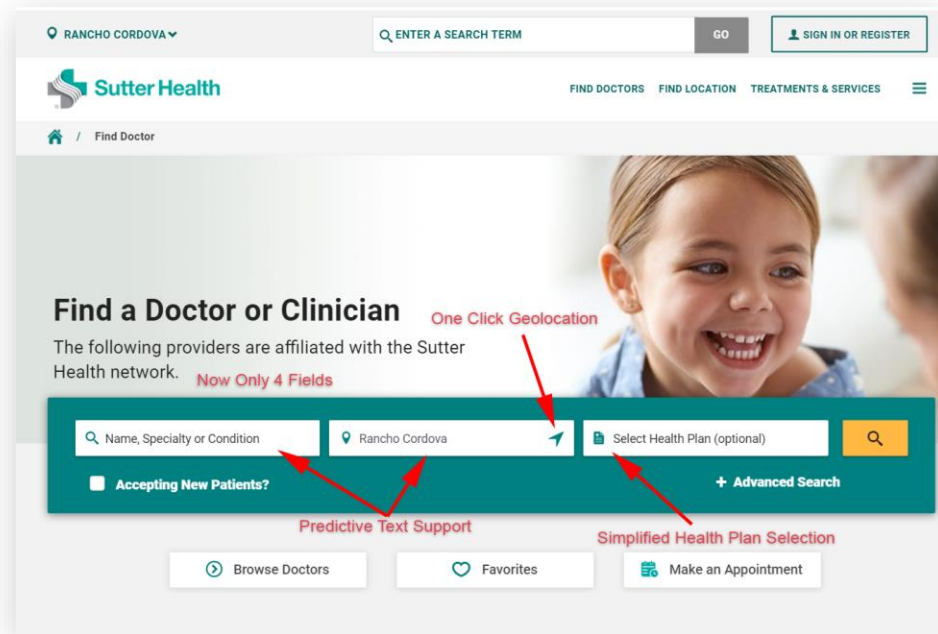 RANCHO CORDOVA
ENTER A SEARCH TERM
GO
SIGN IN OR REGISTER
Sutter Health
FIND DOCTORS
FIND LOCATION
TREATMENTS & SERVICES
/ Find Doctor
Find a Doctor or Clinician
One Click Geolocation
The following providers are affiliated with the Sutter
Health network.
Now Only 4 Fields
Name, Specialty or Condition
Rancho Cordova
Select Health Plan (optional)
Accepting New Patients?
+ Advanced Search
Predictive Text Support
Simplified Health Plan Selection
Browse Doctors
Favorites
Make an Appointment